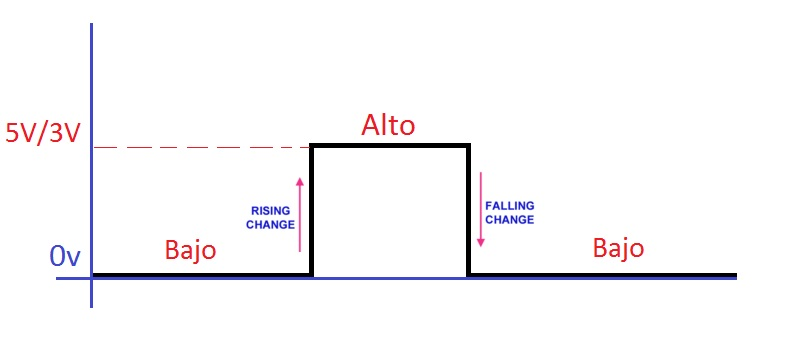 Alto
5V/3V
RISING
CHANGE
FALLING
CHANGE
Bajo
Bajo
0v